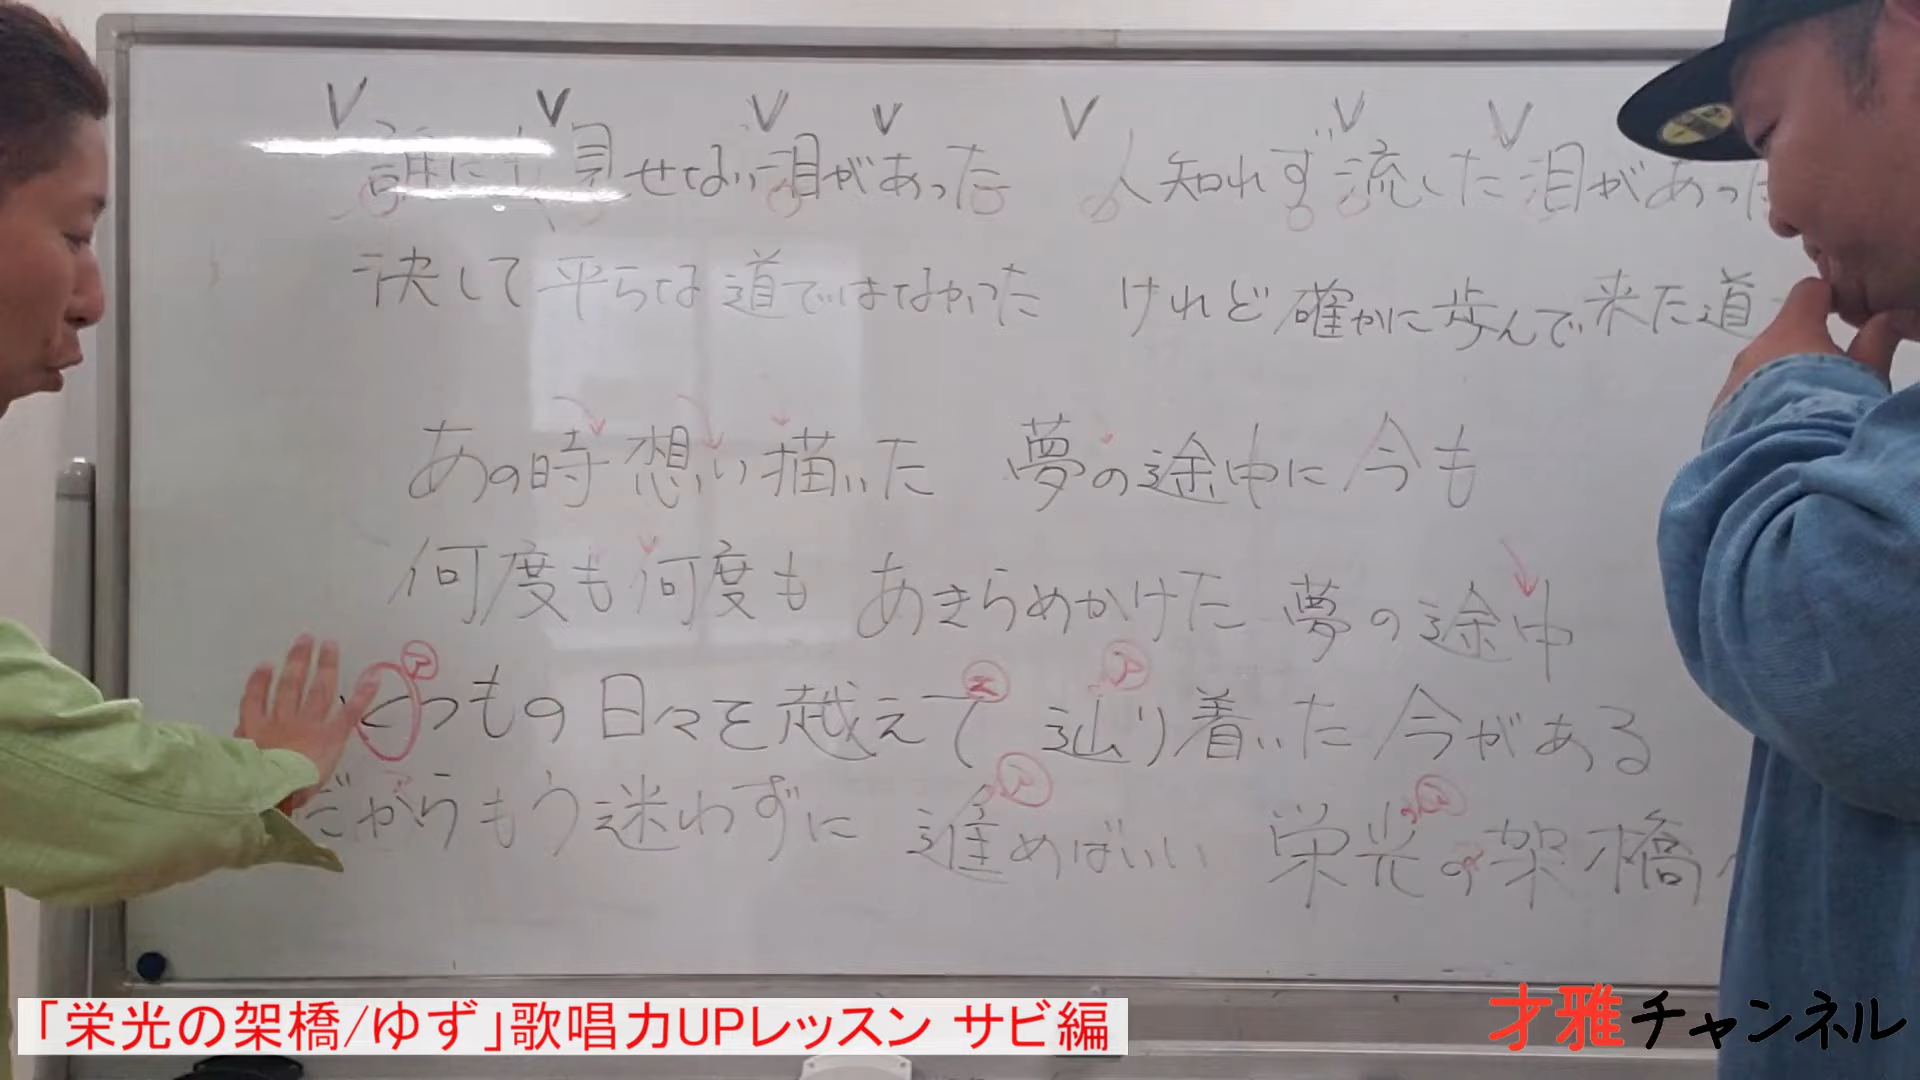 V V V V V V V
誰にも見せない泪があった 人知れず流した泪があった
決して平らな道ではなかった けれど確かに歩んで来た道
あの時想い描いた 夢の途中に今も
何度も何度も あきらめかけた 夢の途中
くつもの日々を越えて 辿り着いた今がある
だからもう迷わずに 進めばいい 栄光の架橋
「栄光の架橋/ゆず」歌唱力UPレッスン サビ編
才雅チャンネル